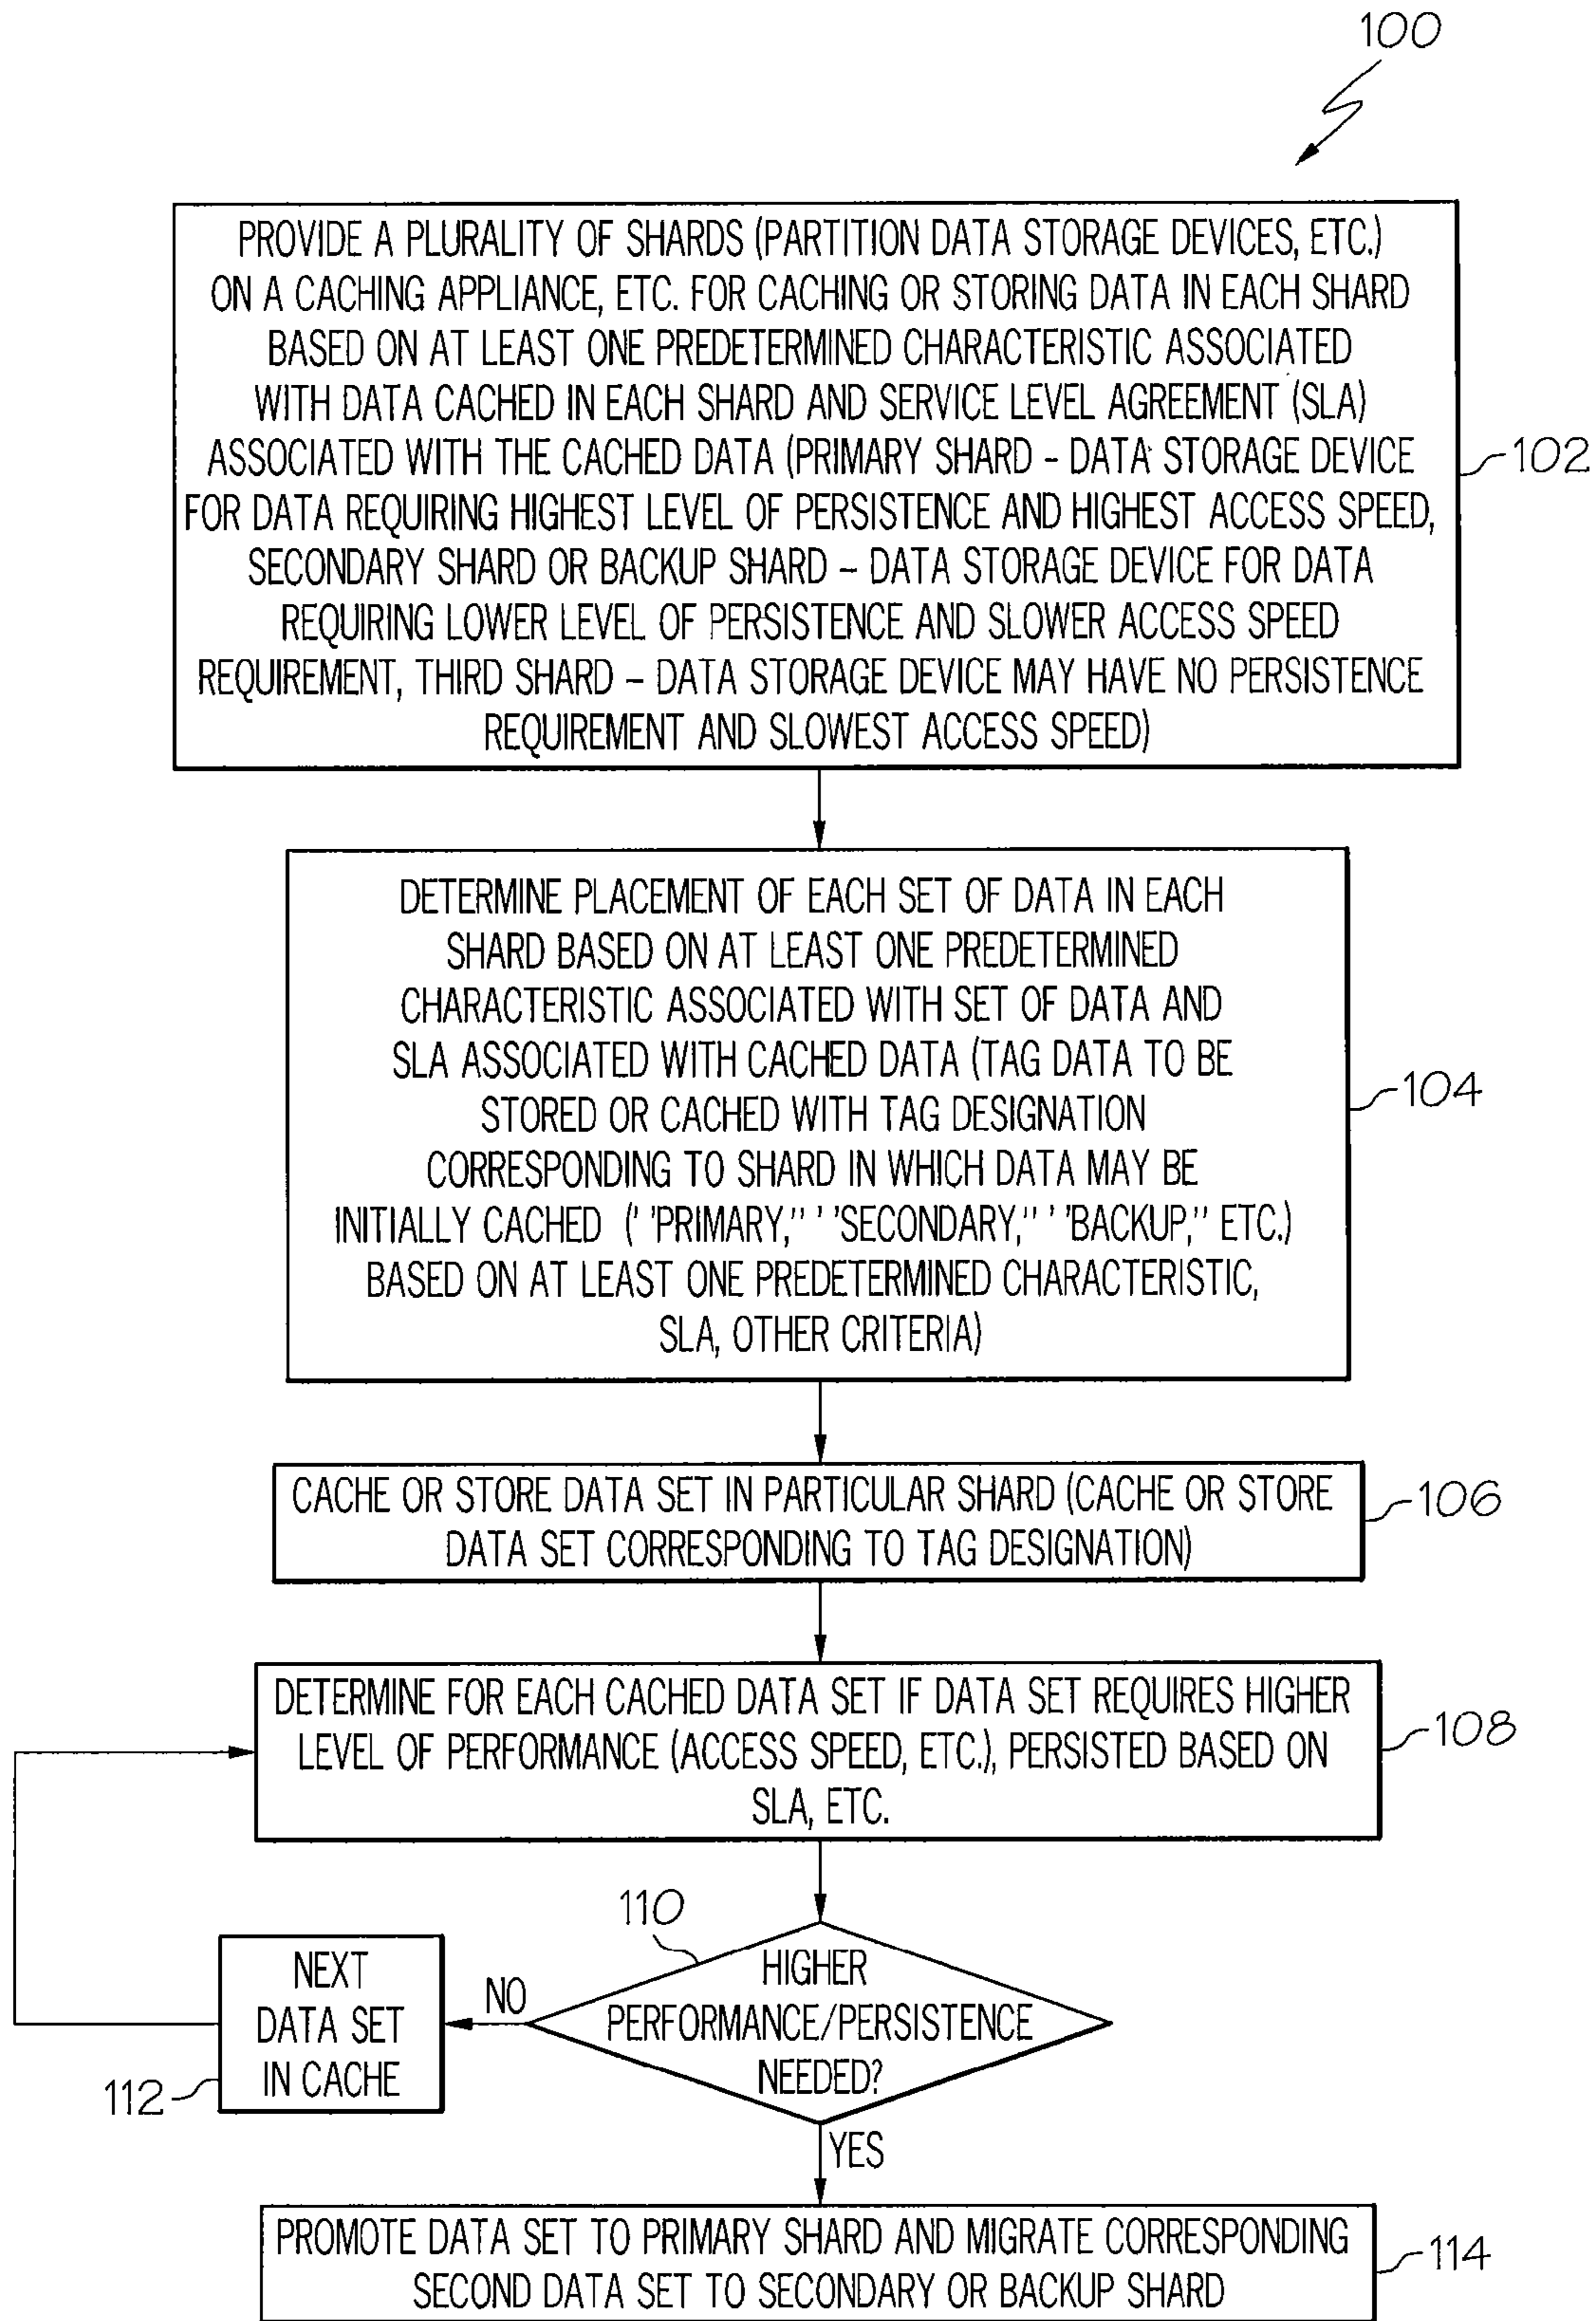 100
PROVIDE A PLURALITY OF SHARDS (PARTITION DATA STORAGE DEVICES, ETC.)
ON A CACHING APPLIANCE, ETC. FOR CACHING OR STORING DATA IN EACH SHARD
BASED ON AT LEAST ONE PREDETERMINED CHARACTERISTIC ASSOCIATED
WITH DATA CACHED IN EACH SHARD AND SERVICE LEVEL AGREEMENT (SLA)
ASSOCIATED WITH THE CACHED DATA (PRIMARY SHARD – DATA STORAGE DEVICE
FOR DATA REQUIRING HIGHEST LEVEL OF PERSISTENCE AND HIGHEST ACCESS SPEED,
SECONDARY SHARD OR BACKUP SHARD – DATA STORAGE DEVICE FOR DATA
REQUIRING LOWER LEVEL OF PERSISTENCE AND SLOWER ACCESS SPEED
REQUIREMENT, THIRD SHARD – DATA STORAGE DEVICE MAY HAVE NO PERSISTENCE
REQUIREMENT AND SLOWEST ACCESS SPEED)
102
DETERMINE PLACEMENT OF EACH SET OF DATA IN EACH
SHARD BASED ON AT LEAST ONE PREDETERMINED
CHARACTERISTIC ASSOCIATED WITH SET OF DATA AND
SLA ASSOCIATED WITH CACHED DATA (TAG DATA TO BE
STORED OR CACHED WITH TAG DESIGNATION
CORRESPONDING TO SHARD IN WHICH DATA MAY BE
INITIALLY CACHED (''PRIMARY,'' ''SECONDARY,'' ''BACKUP,'' ETC.)
BASED ON AT LEAST ONE PREDETERMINED CHARACTERISTIC,
SLA, OTHER CRITERIA)
104
CACHE OR STORE DATA SET IN PARTICULAR SHARD (CACHE OR STORE
DATA SET CORRESPONDING TO TAG DESIGNATION)
106
DETERMINE FOR EACH CACHED DATA SET IF DATA SET REQUIRES HIGHER
LEVEL OF PERFORMANCE (ACCESS SPEED, ETC.), PERSISTED BASED ON
SLA, ETC.
108
110
HIGHER
PERFORMANCE/PERSISTENCE
NEEDED?
NO
NEXT
DATA SET
IN CACHE
112
YES
PROMOTE DATA SET TO PRIMARY SHARD AND MIGRATE CORRESPONDING
SECOND DATA SET TO SECONDARY OR BACKUP SHARD
114